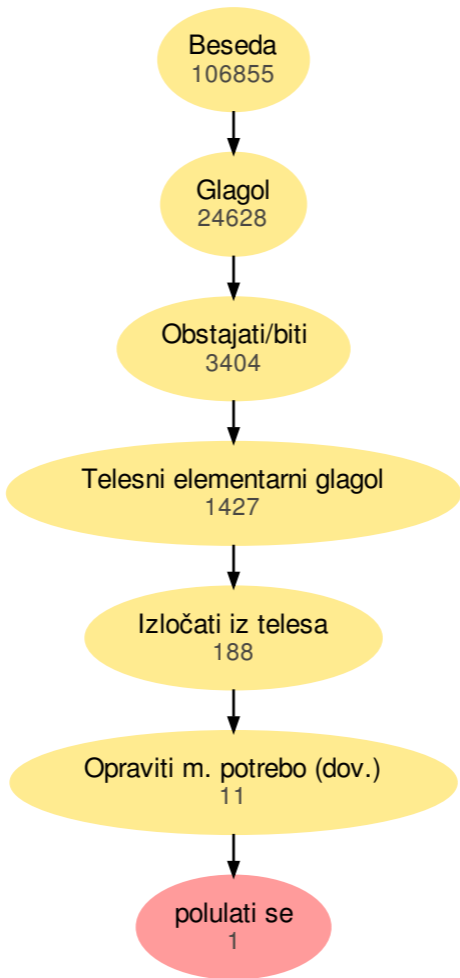 Beseda
106855
Glagol
24628
Obstajati/biti
3404
Telesni elementarni glagol
1427
Izločati iz telesa
188
Opraviti m. potrebo (dov.)
11
polulati se
1